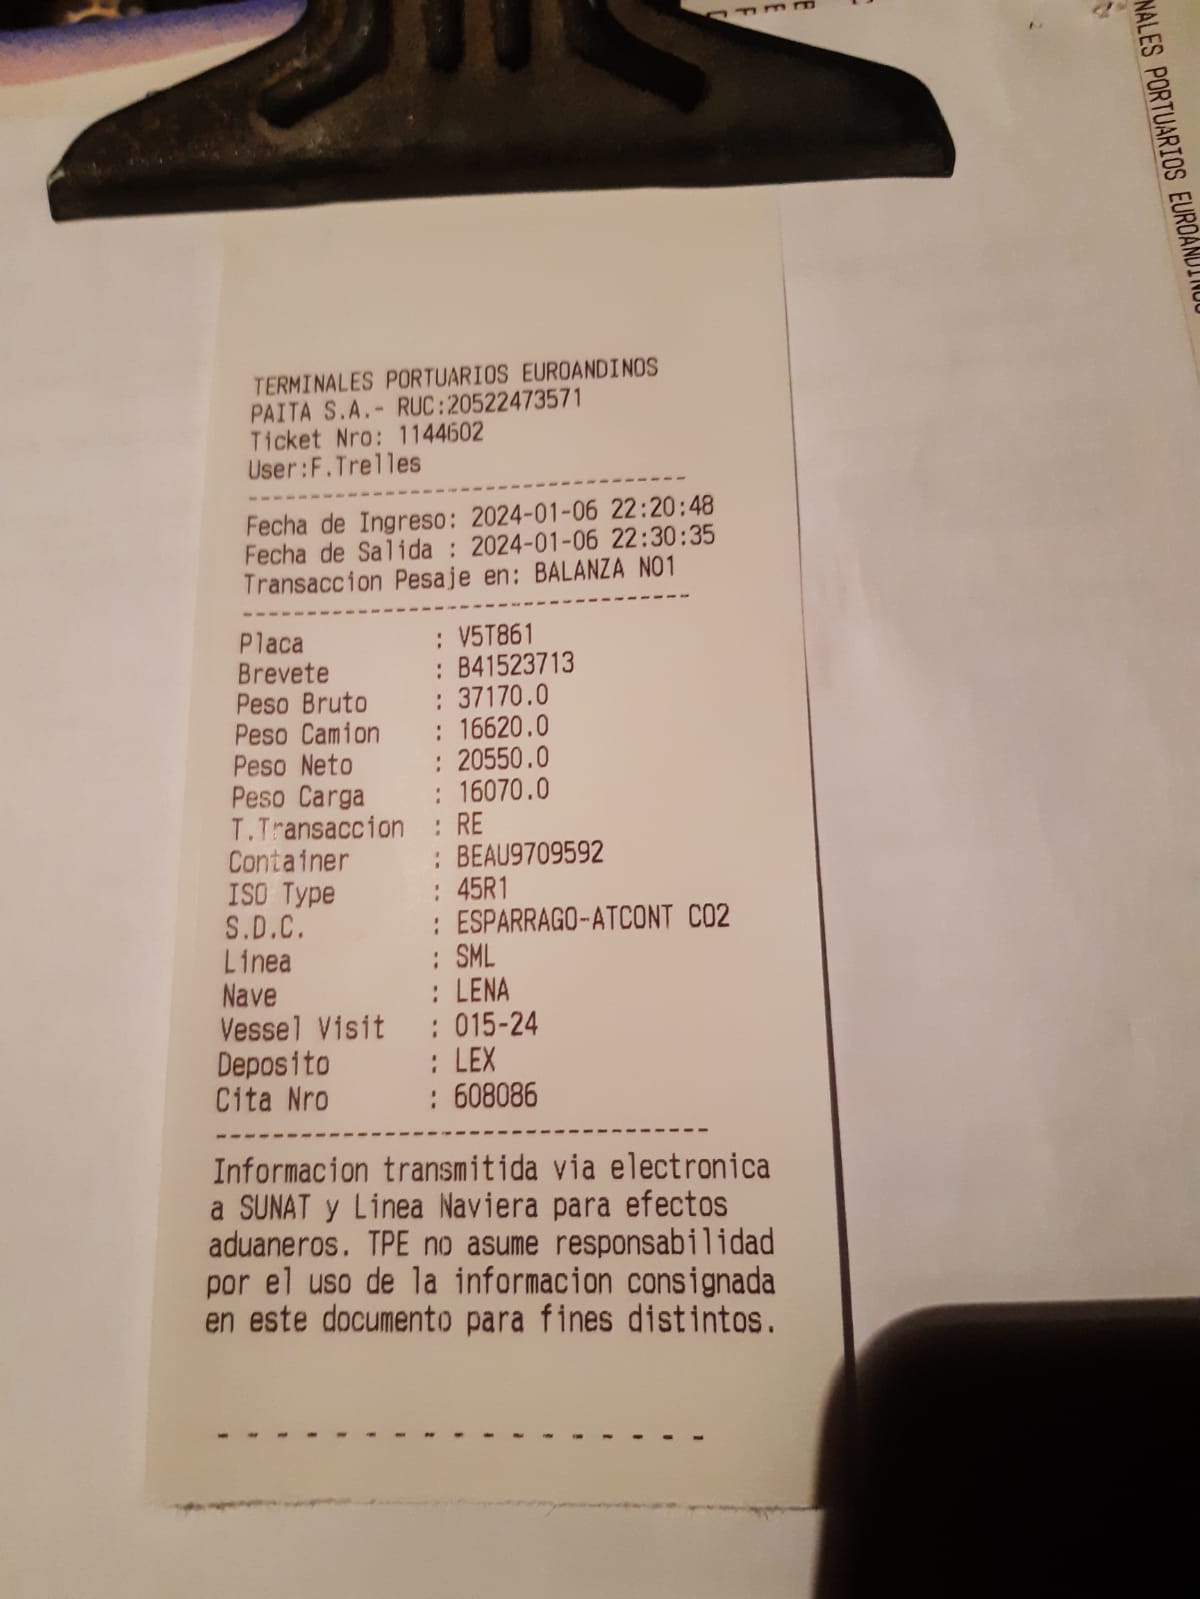 TERMINALES PORTUARIOS EUROANDINOS
PAITA S.A.- RUC:20522473571
Ticket Nro: 1144602
User:F.Trelles
-----------------------------------
Fecha de Ingreso: 2024-01-06 22:20:48
Fecha de Salida : 2024-01-06 22:30:35
Transaccion Pesaje en: BALANZA NO1
-----------------------------------
Placa : V5T861
Brevete : B41523713
Peso Bruto : 37170.0
Peso Camion : 16620.0
Peso Neto : 20550.0
Peso Carga : 16070.0
T.Transaccion : RE
Container : BEAU9709592
ISO Type : 45R1
S.D.C. : ESPARRAGO-ATCONT CO2
Linea : SML
Nave : LENA
Vessel Visit : 015-24
Deposito : LEX
Cita Nro : 608086
-----------------------------------
Informacion transmitida via electronica
a SUNAT y Linea Naviera para efectos
aduaneros. TPE no asume responsabilidad
por el uso de la informacion consignada
en este documento para fines distintos.
- - - - - - - - - - - - - - - - -
PORTUARIOS